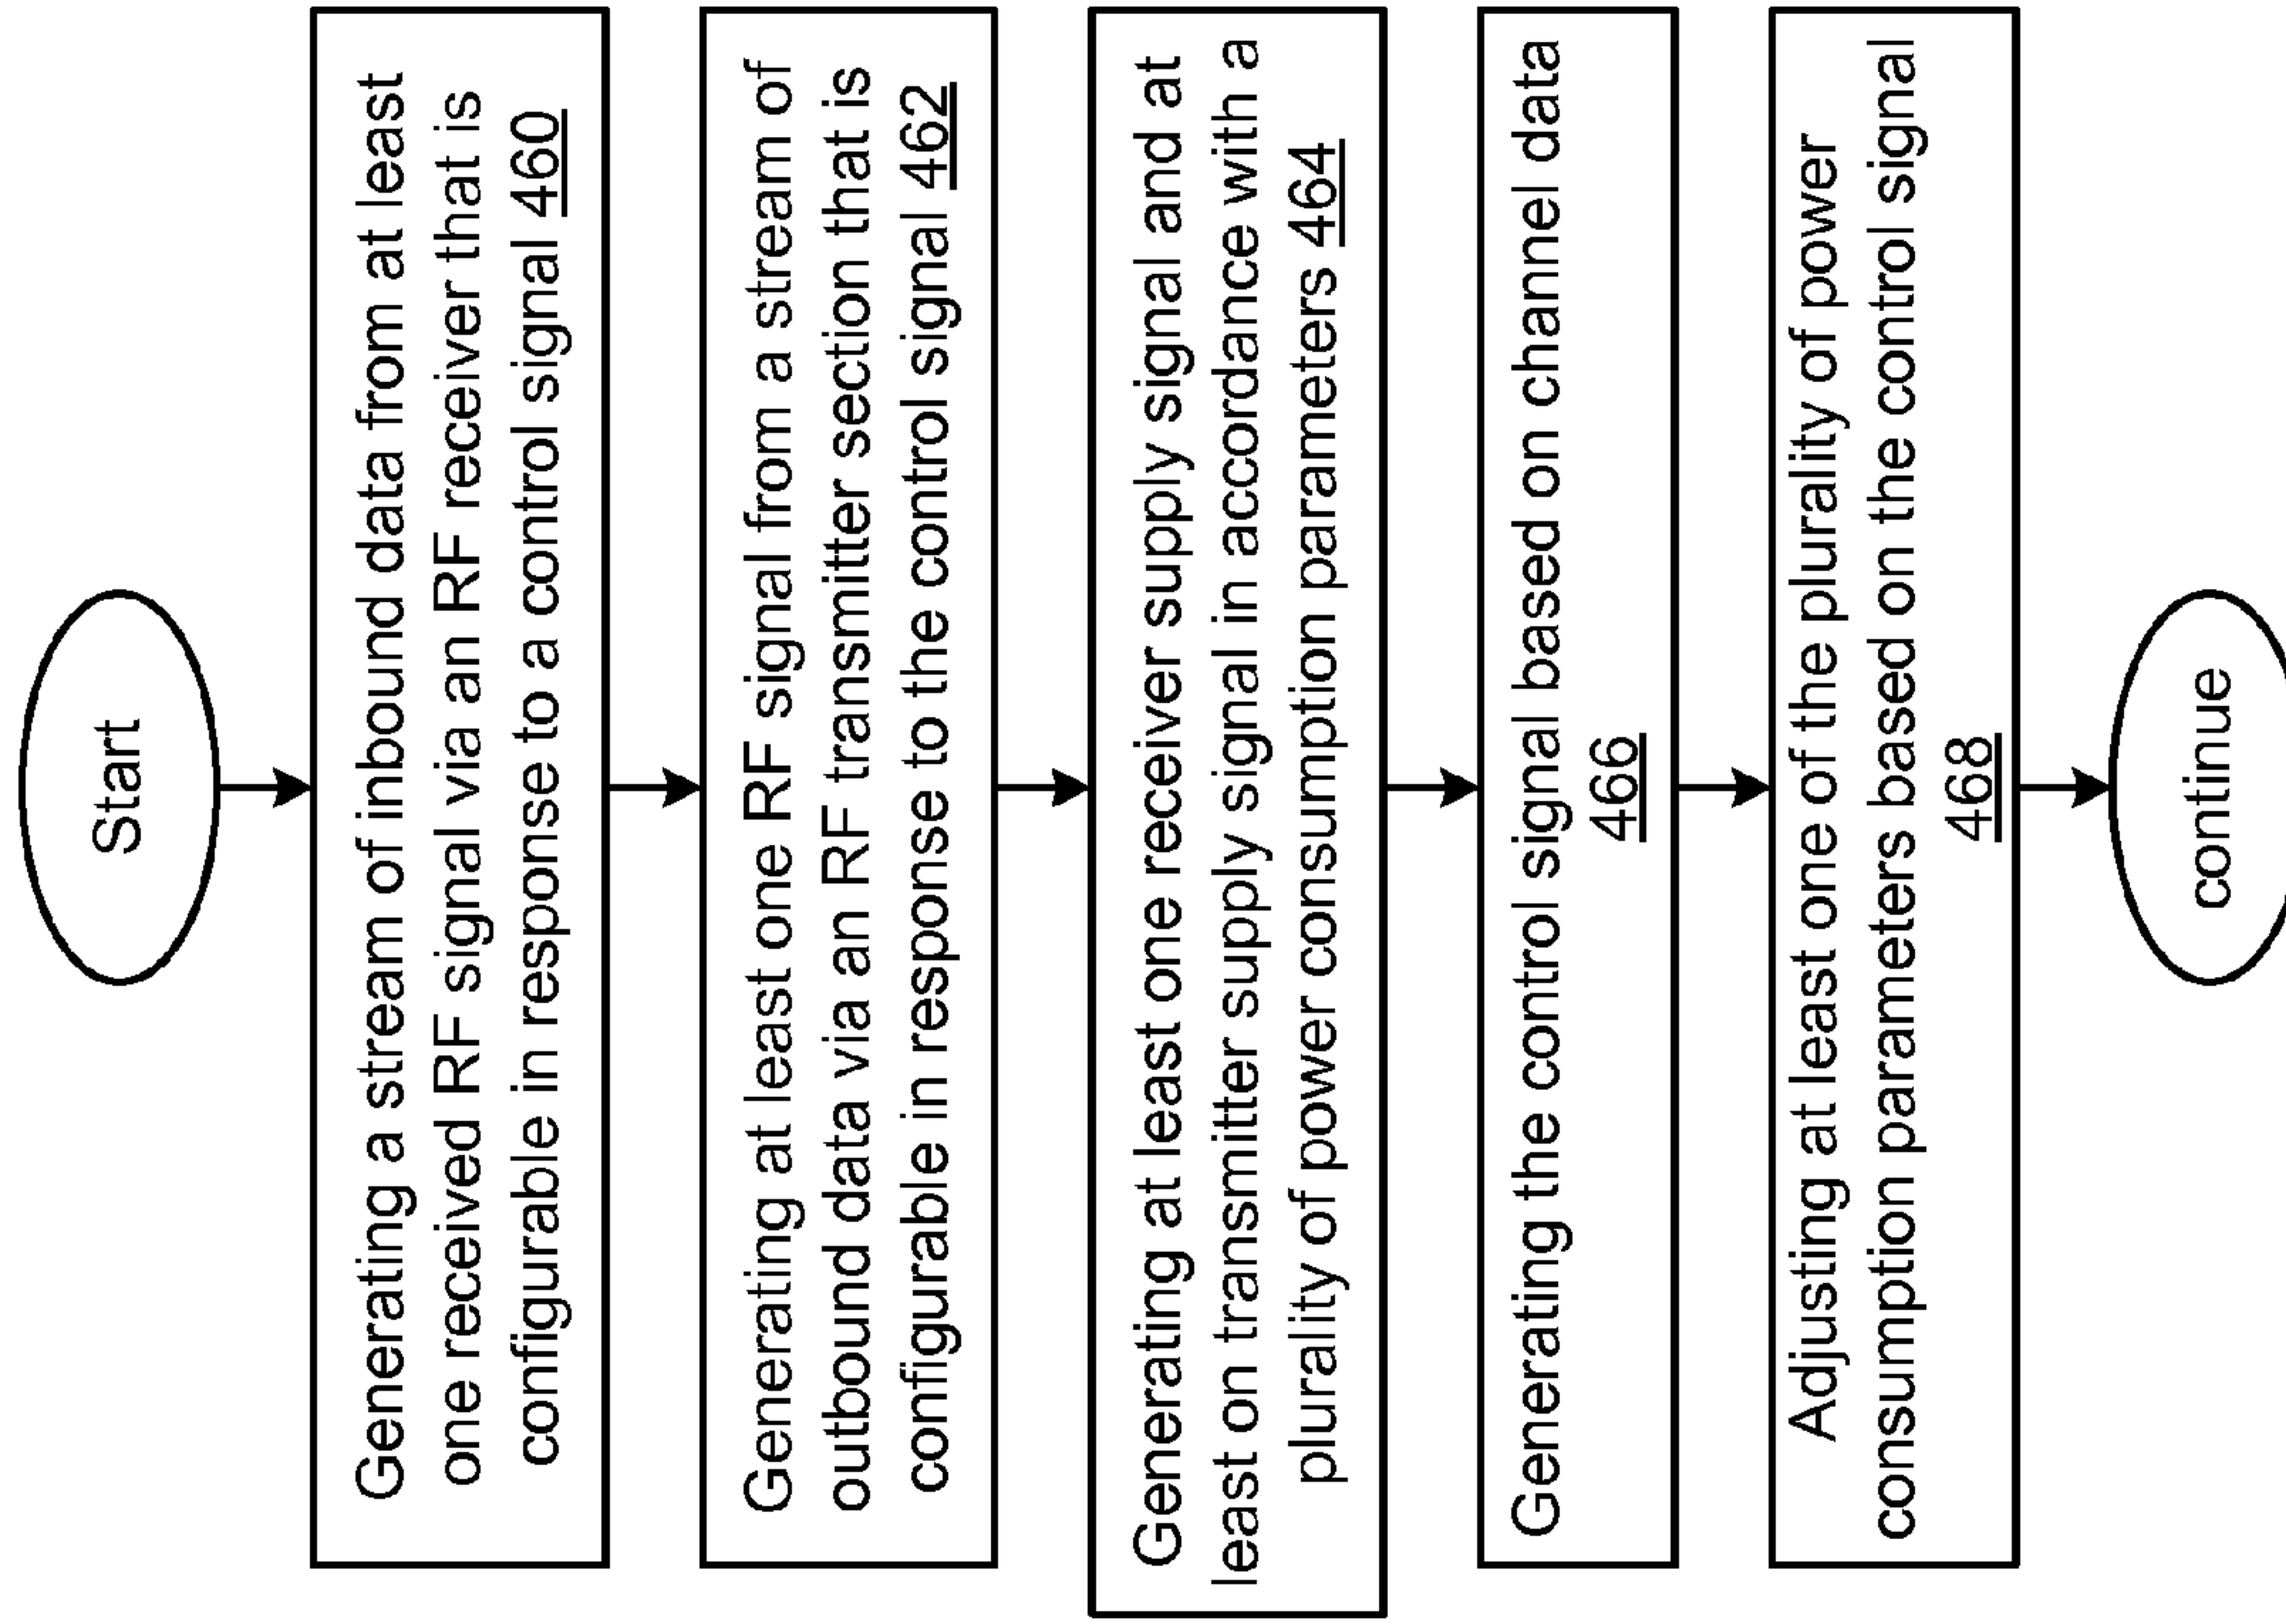 Start
Generating a stream of inbound data from at least
one received RF signal via an RF receiver that is
configurable in response to a control signal 460
Generating at least one RF signal from a stream of
outbound data via an RF transmitter section that is
configurable in response to the control signal 462
Generating at least one receiver supply signal and at
least on transmitter supply signal in accordance with a
plurality of power consumption parameters 464
Generating the control signal based on channel data
466
Adjusting at least one of the plurality of power
consumption parameters based on the control signal
468
continue